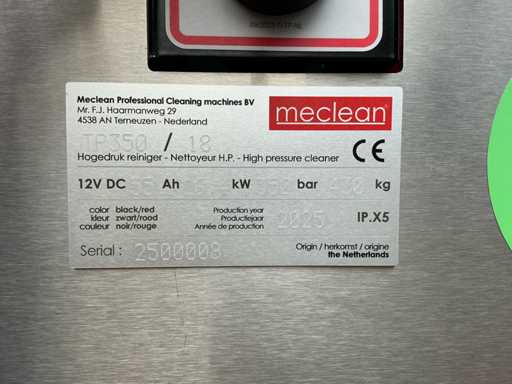 Meclean Professional Cleaning machines BV
Mr. F.J. Haarmanweg 29
4538 AN Terneuzen - Nederland
meclean
TP350 / 18
Hogedruk reiniger - Nettoyeur H.P. - High pressure cleaner
CE
12V DC Ah kW bar kg
color black/red
kleur zwart/rood
couleur noir/rouge
Production year
Productiejaar
Année de production
2025
IP.X5
Serial : 2500008
Origin / herkomst / origine
the Netherlands